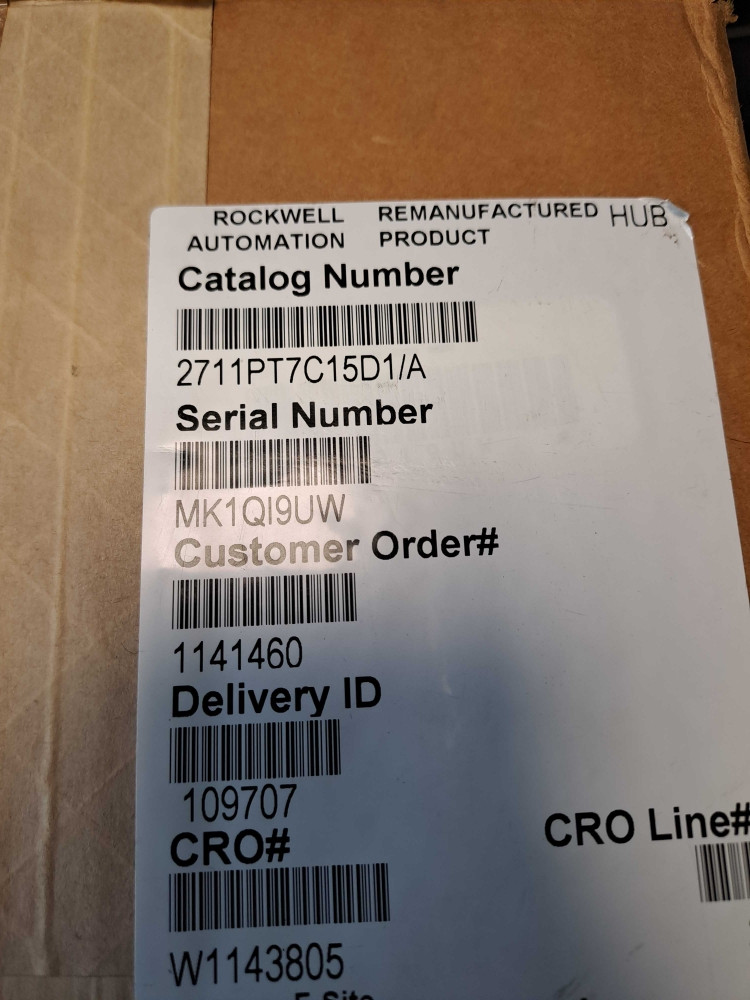 ROCKWELL REMANUFACTURED HUB
AUTOMATION PRODUCT
Catalog Number
2711PT7C15D1/A
Serial Number
MK1QI9UW
Customer Order#
1141460
Delivery ID
109707
CRO# CRO Line#
W1143805